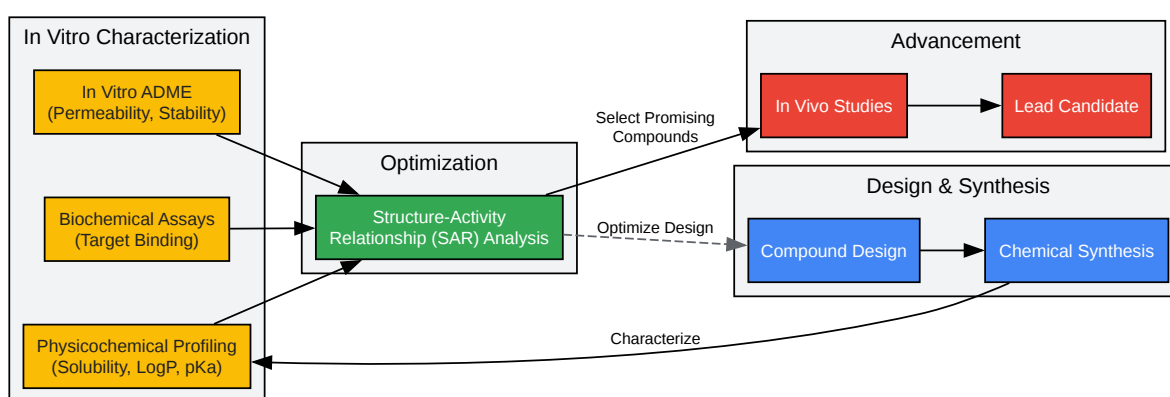 In Vitro Characterization
In Vitro ADME
(Permeability, Stability)
Biochemical Assays
(Target Binding)
Physicochemical Profiling
(Solubility, LogP, pKa)
Optimization
Structure-Activity
Relationship (SAR) Analysis
Select Promising
Compounds
Optimize Design
Characterize
Advancement
In Vivo Studies
Lead Candidate
Design & Synthesis
Compound Design
Chemical Synthesis